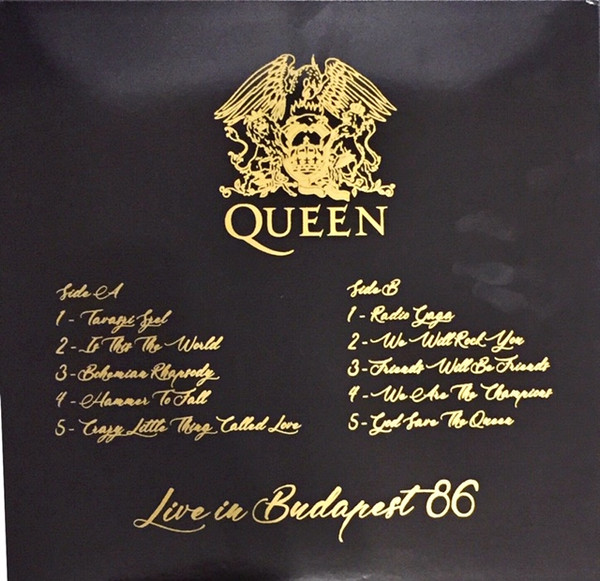 QUEEN
Side A
1 - Tavaszi Szel
2 - Is This The World
3 - Bohemian Rhapsody
4 - Hammer To Fall
5 - Crazy Little Thing Called Love
Side B
1 - Radio Gaga
2 - We Will Rock You
3 - Friends Will Be Friends
4 - We Are The Champions
5 - God Save The Queen
Live in Budapest 86